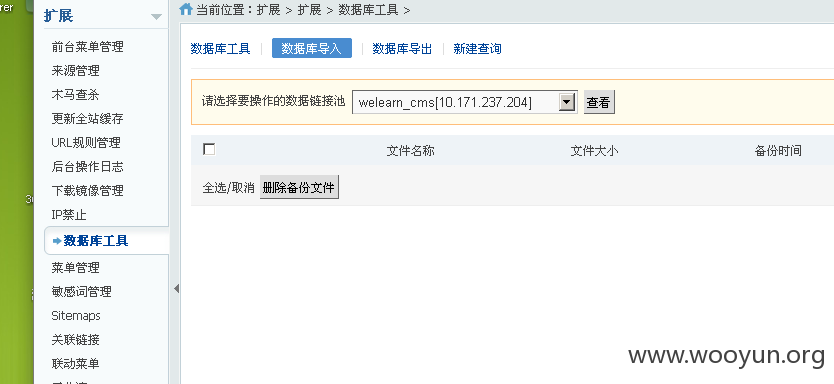 rer
扩展
前台菜单管理
来源管理
木马查杀
更新全站缓存
URL规则管理
后台操作日志
下载镜像管理
IP禁止
数据库工具
菜单管理
敏感词管理
Sitemaps
关联链接
联动菜单
当前位置：扩展 > 扩展 > 数据库工具 >
数据库工具 | 数据库导入 | 数据库导出 | 新建查询
请选择要操作的数据链接池 welearn_cms[10.171.237.204] 查看
文件名称 文件大小 备份时间
全选/取消 删除备份文件
www.wooyun.org